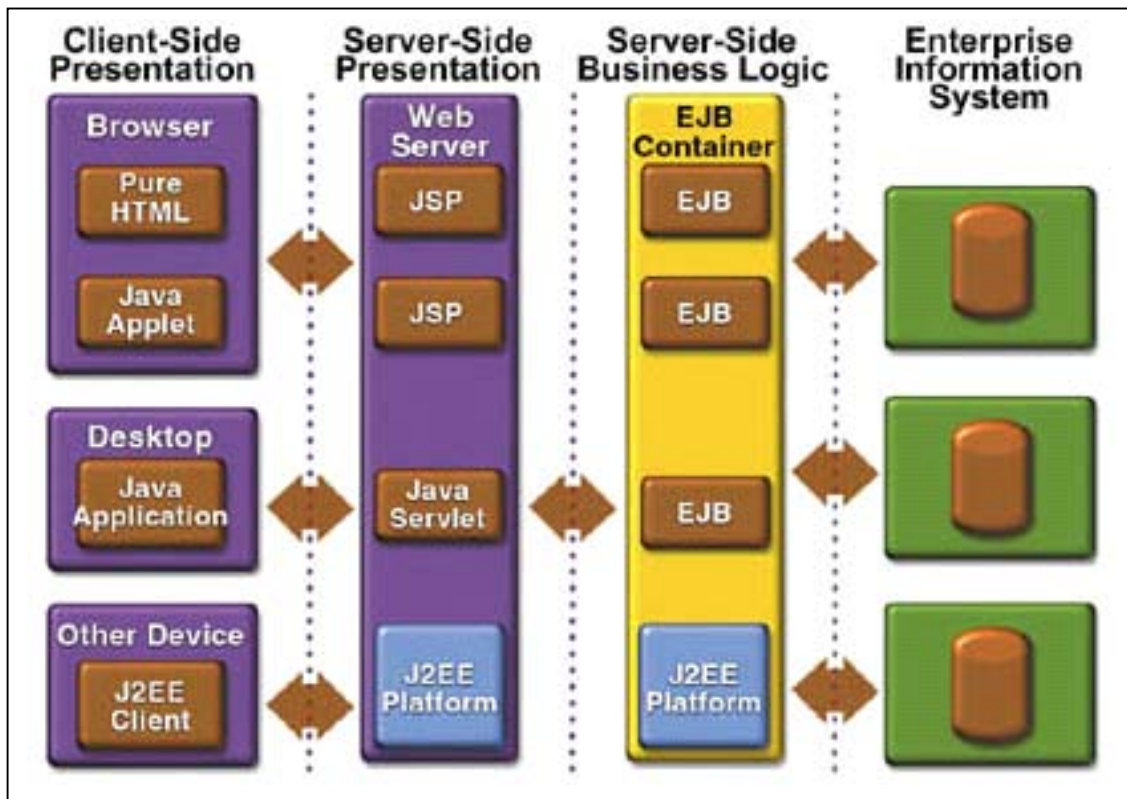 Client-Side
Presentation
Server-Side
Presentation
Server-Side
Business Logic
Enterprise
Information
System
Browser
Pure
HTML
Java
Applet
Desktop
Java
Application
Other Device
J2EE
Client
Web
Server
JSP
JSP
Java
Servlet
J2EE
Platform
EJB
Container
EJB
EJB
EJB
J2EE
Platform